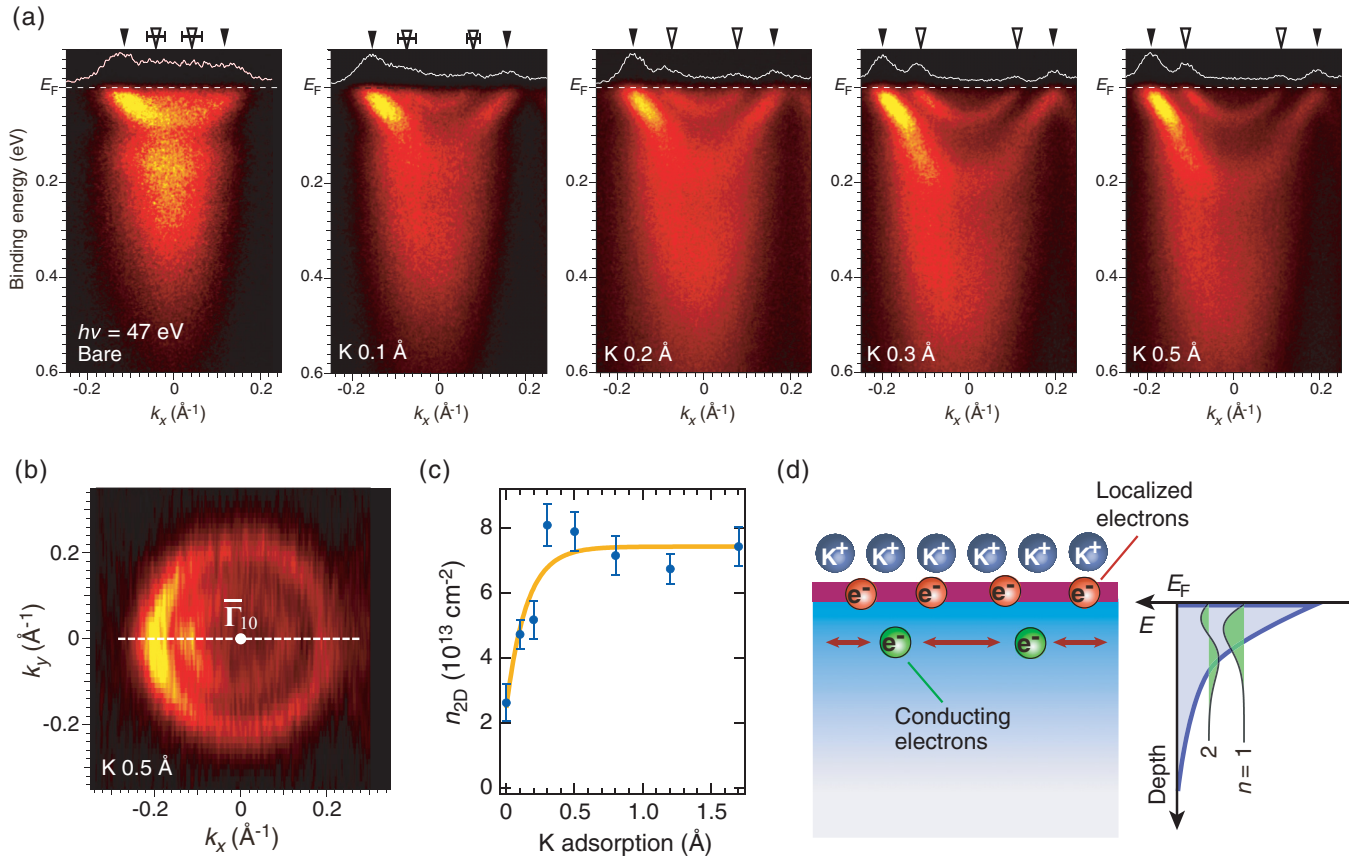 (a)
E_F
E_F
E_F
E_F
E_F
Binding energy (eV)
0.2
0.4
0.6
hν = 47 eV
Bare
-0.2 0 0.2
k_x (Å⁻¹)
0.2
0.4
0.6
K 0.1 Å
-0.2 0 0.2
k_x (Å⁻¹)
0.2
0.4
0.6
K 0.2 Å
-0.2 0 0.2
k_x (Å⁻¹)
0.2
0.4
0.6
K 0.3 Å
-0.2 0 0.2
k_x (Å⁻¹)
0.2
0.4
0.6
K 0.5 Å
-0.2 0 0.2
k_x (Å⁻¹)
(b)
k_y (Å⁻¹)
0.2
0
-0.2
Γ̅₁₀
K 0.5 Å
-0.2 0 0.2
k_x (Å⁻¹)
(c)
n_2D (10¹³ cm⁻²)
8
6
4
2
0
0 0.5 1.0 1.5
K adsorption (Å)
(d)
Localized
electrons
K⁺ K⁺ K⁺ K⁺ K⁺ K⁺
e⁻ e⁻ e⁻ e⁻
e⁻ e⁻
Conducting
electrons
E_F
E
2
n = 1
Depth